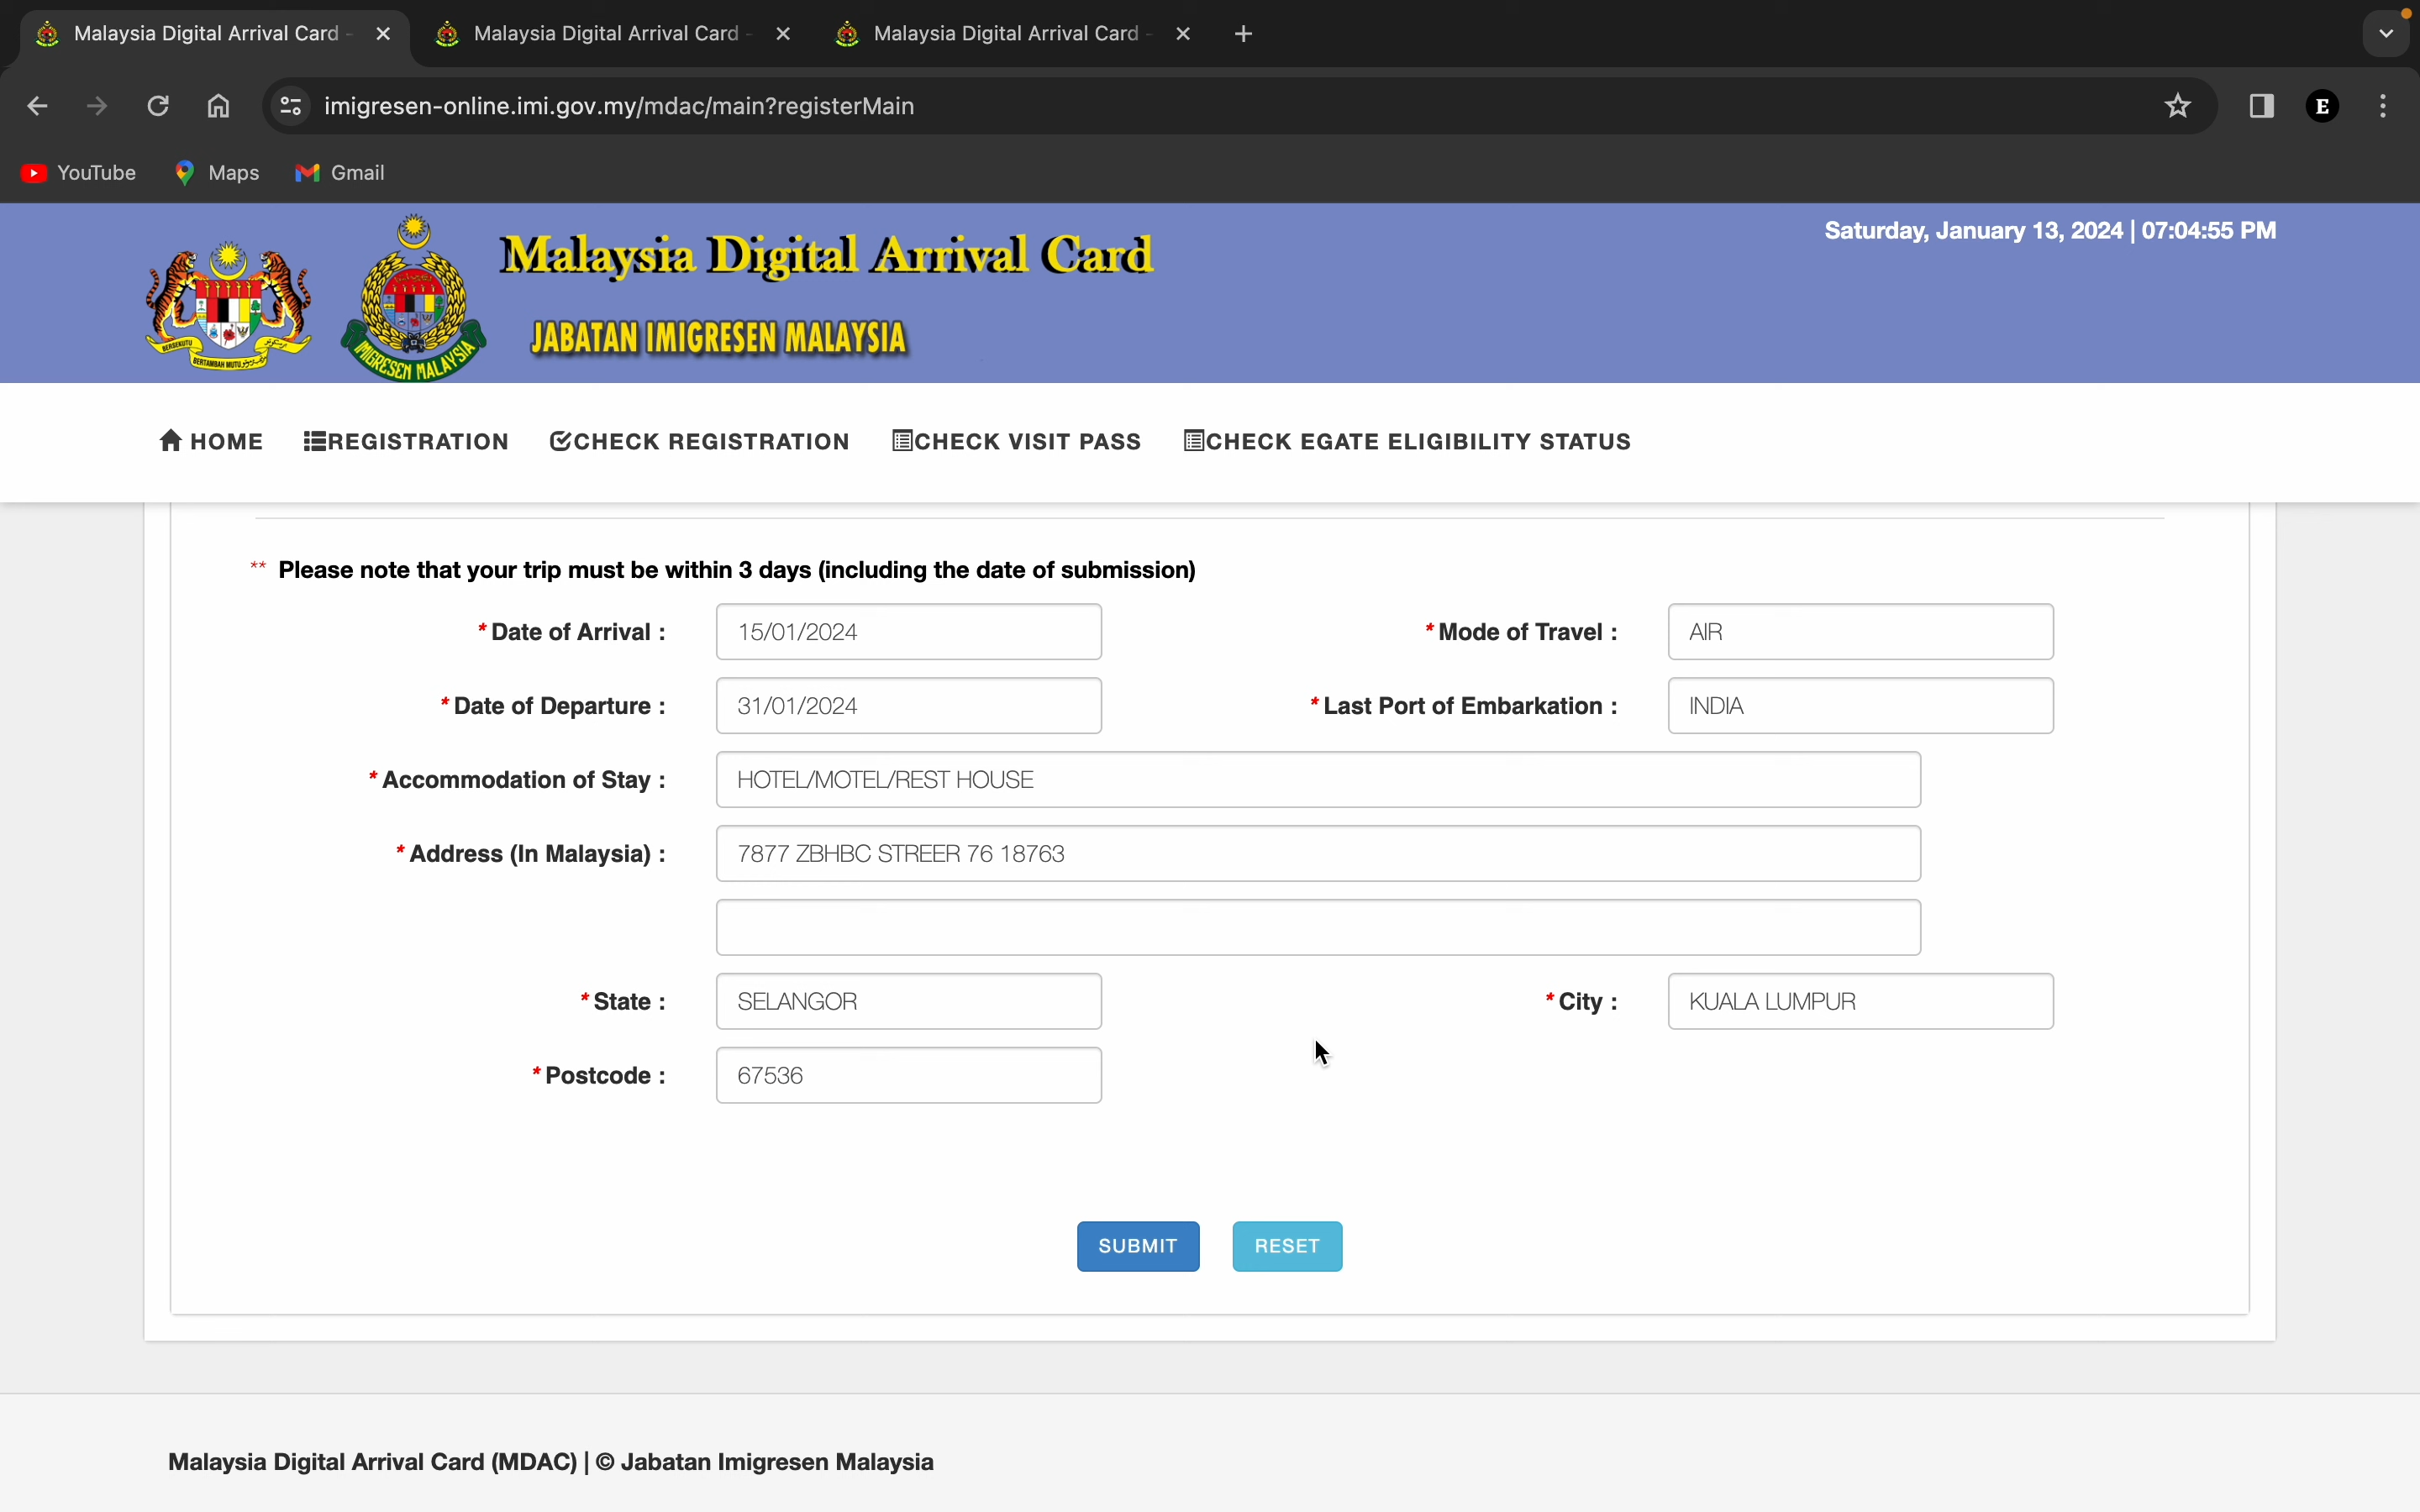 Malaysia Digital Arrival Card -
Malaysia Digital Arrival Card -
Malaysia Digital Arrival Card -
imigresen-online.imi.gov.my/mdac/main?registerMain
E
YouTube
Maps
Gmail
BERSEKUTU BERTAMBAH MUTU
IMIGRESEN MALAYSIA
Malaysia Digital Arrival Card
JABATAN IMIGRESEN MALAYSIA
Saturday, January 13, 2024 | 07:04:55 PM
HOME
REGISTRATION
CHECK REGISTRATION
CHECK VISIT PASS
CHECK EGATE ELIGIBILITY STATUS
** Please note that your trip must be within 3 days (including the date of submission)
* Date of Arrival : 15/01/2024
* Mode of Travel : AIR
* Date of Departure : 31/01/2024
* Last Port of Embarkation : INDIA
* Accommodation of Stay : HOTEL/MOTEL/REST HOUSE
* Address (In Malaysia) : 7877 ZBHBC STREER 76 18763
* State : SELANGOR
* City : KUALA LUMPUR
* Postcode : 67536
SUBMIT
RESET
Malaysia Digital Arrival Card (MDAC) | © Jabatan Imigresen Malaysia